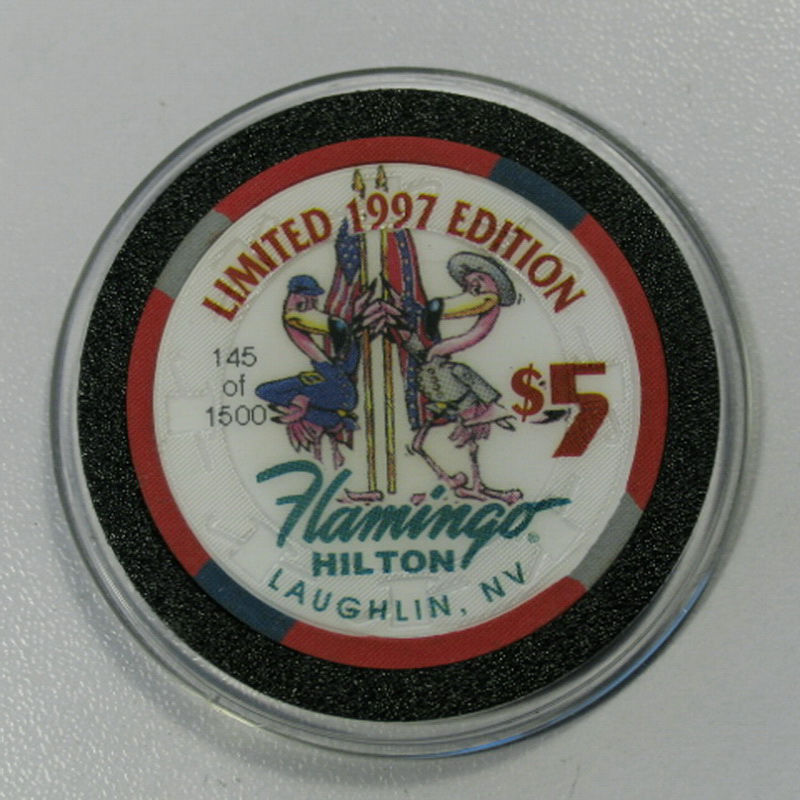 LIMITED 1997 EDITION
145
of
1500
$5
Flamingo®
HILTON
LAUGHLIN, NV